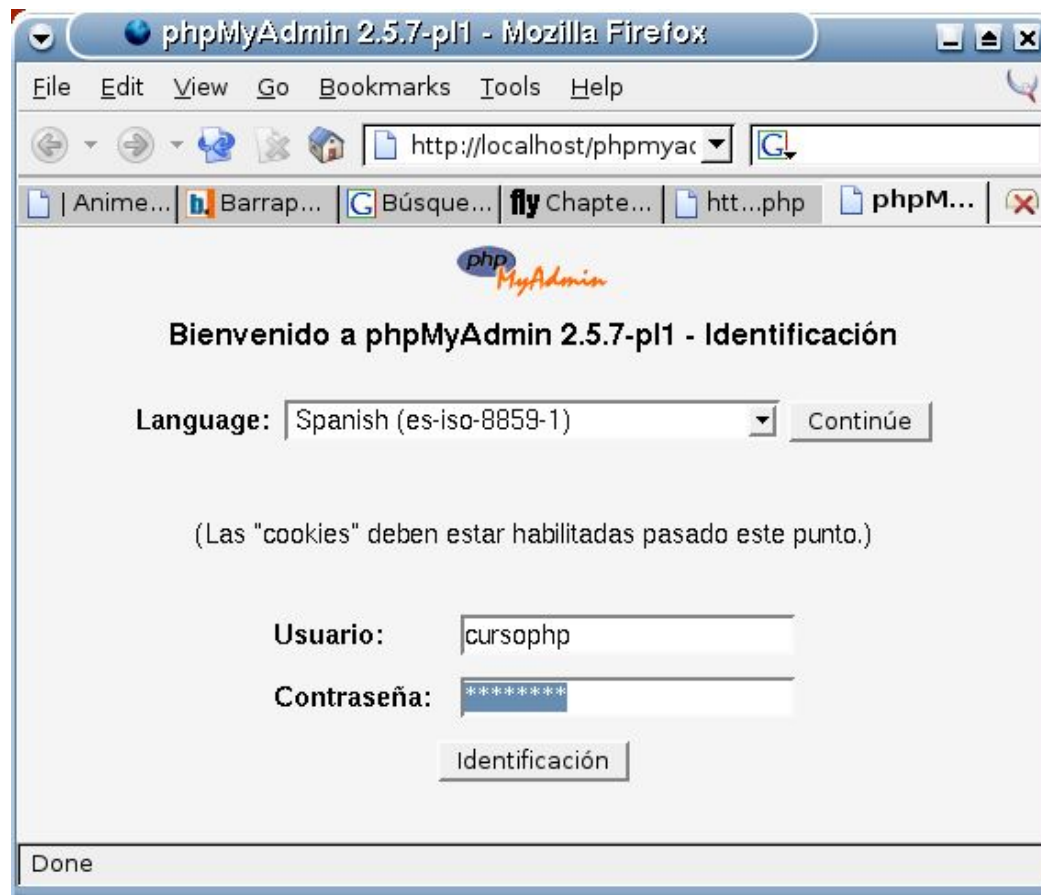 phpMyAdmin 2.5.7-pl1 - Mozilla Firefox
File Edit View Go Bookmarks Tools Help
http://localhost/phpmyac
G
| Anime... b. Barrap... G Búsque... fly Chapte... htt...php phpM...
php MyAdmin
Bienvenido a phpMyAdmin 2.5.7-pl1 - Identificación
Language: Spanish (es-iso-8859-1) Continúe
(Las "cookies" deben estar habilitadas pasado este punto.)
Usuario: cursophp
Contraseña: ********
Identificación
Done